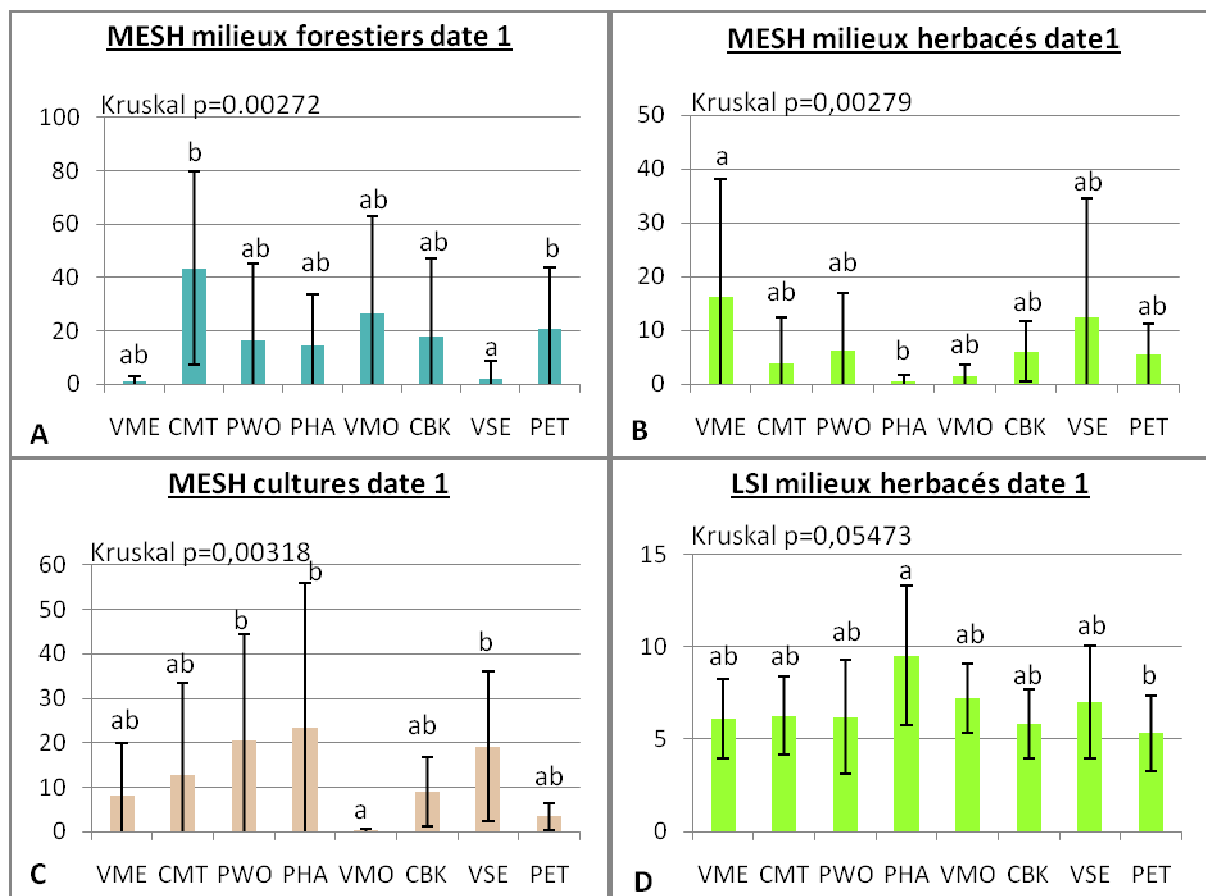 MESH milieux forestiers date 1
Kruskal p=0.00272
100
80
60
40
20
0
ab
b
ab
ab
ab
ab
a
b
VME CMT PWO PHA VMO CBK VSE PET
A
MESH milieux herbacés date1
Kruskal p=0,00279
50
40
30
20
10
0
a
ab
ab
b
ab
ab
ab
ab
VME CMT PWO PHA VMO CBK VSE PET
B
MESH cultures date 1
Kruskal p=0,00318
60
50
40
30
20
10
0
ab
ab
b
b
a
ab
b
ab
VME CMT PWO PHA VMO CBK VSE PET
C
LSI milieux herbacés date 1
Kruskal p=0,05473
15
10
5
0
ab
ab
ab
a
ab
ab
ab
b
VME CMT PWO PHA VMO CBK VSE PET
D